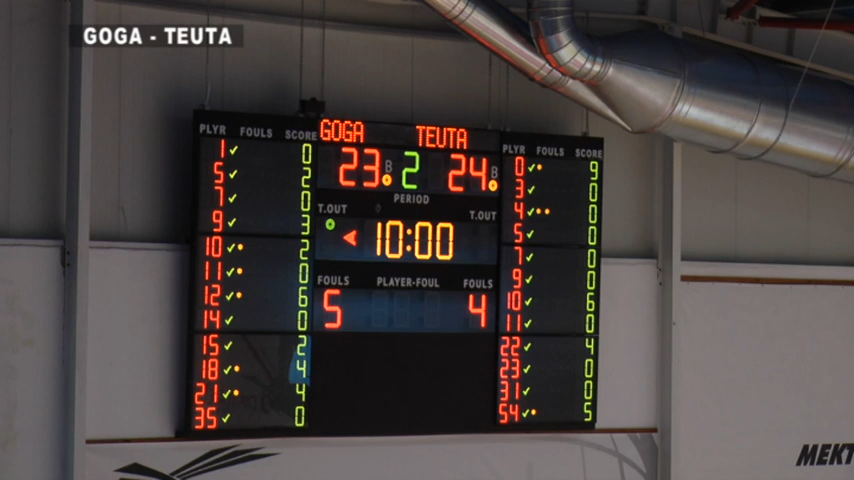 GOGA - TEUTA
PLYR FOULS SCORE
1 ✓ 0
5 ✓ 2
7 ✓ 0
9 ✓ 3
10 ✓ 2
11 ✓ 0
12 ✓ 6
14 ✓ 0
15 ✓ 2
18 ✓ 4
21 ✓ 4
35 ✓ 0
GOGA TEUTA
23 B 2 24 B
PERIOD
T.OUT T.OUT
10:00
FOULS PLAYER-FOUL FOULS
5 4
PLYR FOULS SCORE
0 ✓ 9
3 ✓ 0
4 ✓ 0
5 ✓ 0
7 ✓ 0
9 ✓ 0
10 ✓ 6
11 ✓ 0
22 ✓ 4
23 ✓ 0
31 ✓ 0
54 ✓ 5
MEKT